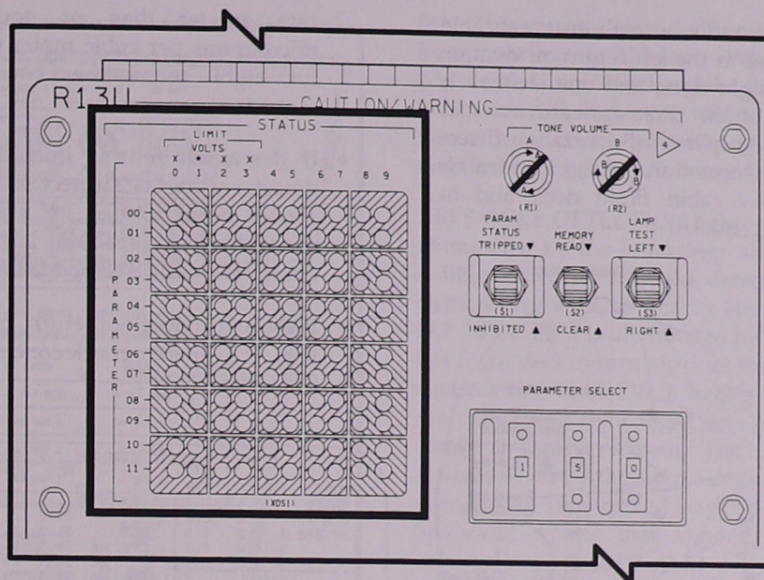 R13U
CAUTION/WARNING
STATUS
LIMIT
VOLTS
X X
0 1 2 3 4 5 6 7 8 9
00
01
02
03
04
05
06
07
08
09
10
11
PARAMETER
(XDS1)
TONE VOLUME
A B
A B B
(R1) (R2)
4
PARAM
STATUS
TRIPPED ▼
MEMORY
READ ▼
LAMP
TEST
LEFT ▼
(S1) (S2) (S3)
INHIBITED ▲ CLEAR ▲ RIGHT ▲
PARAMETER SELECT
1 5 0